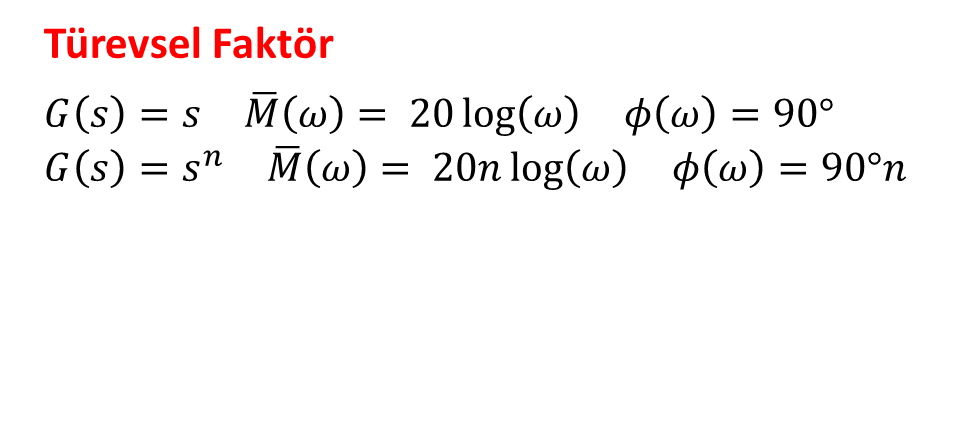 Türevsel Faktör
G(s) = s M̅(ω) = 20 log(ω) ϕ(ω) = 90°
G(s) = sⁿ M̅(ω) = 20n log(ω) ϕ(ω) = 90°n